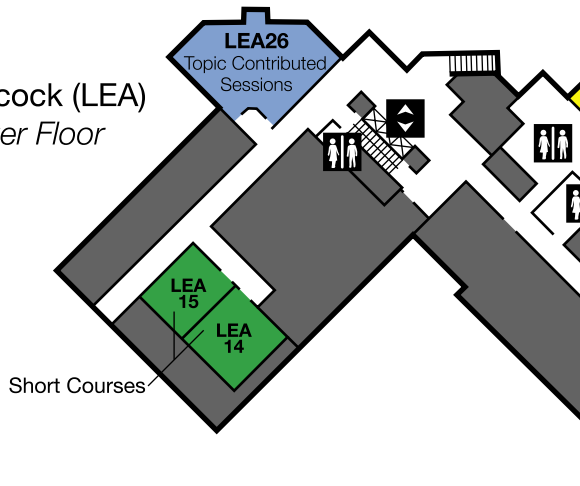 LEA26
Topic Contributed
Sessions
cock (LEA)
er Floor
LEA
15
LEA
14
Short Courses